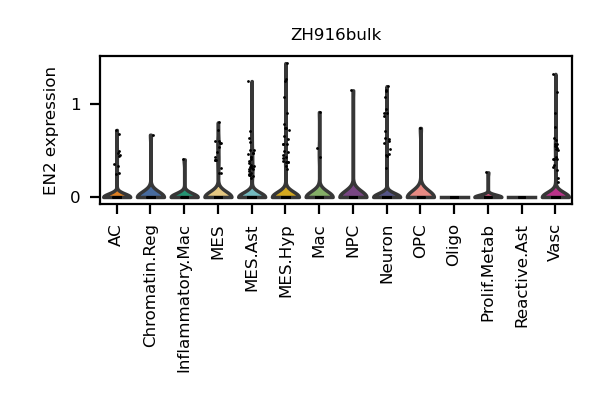 ZH916bulk
EN2 expression
1
0
AC
Chromatin.Reg
Inflammatory.Mac
MES
MES.Ast
MES.Hyp
Mac
NPC
Neuron
OPC
Oligo
Prolif.Metab
Reactive.Ast
Vasc